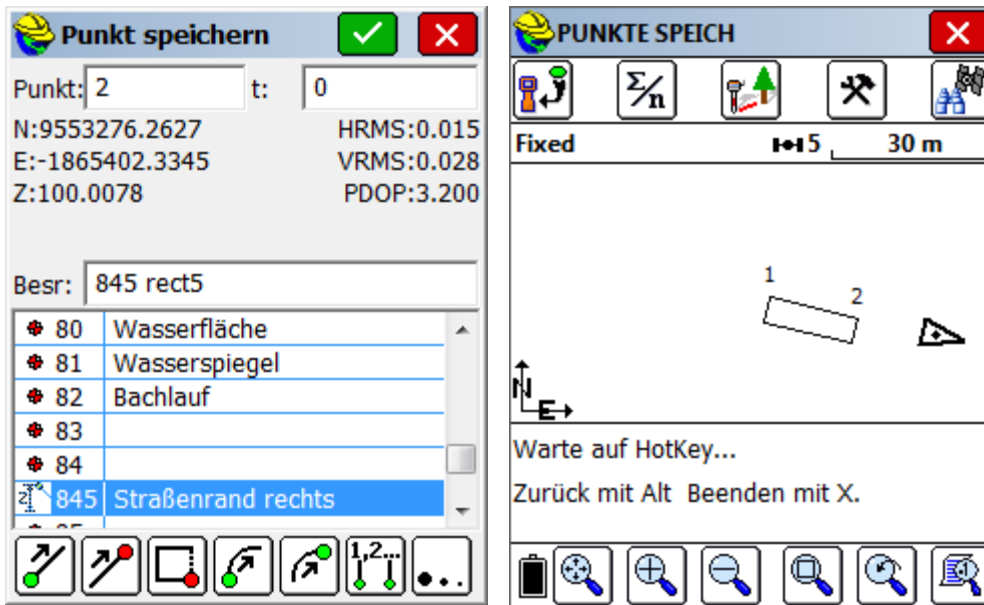 Punkt speichern
Punkt: 2 t: 0
N:9553276.2627 HRMS:0.015
E:-1865402.3345 VRMS:0.028
Z:100.0078 PDOP:3.200
Besr: 845 rect5
80 Wasserfläche
81 Wasserspiegel
82 Bachlauf
83
84
845 Straßenrand rechts
1,2...
PUNKTE SPEICH
Σ/n
Fixed 5 30 m
1
2
N
E
Warte auf HotKey...
Zurück mit Alt Beenden mit X.